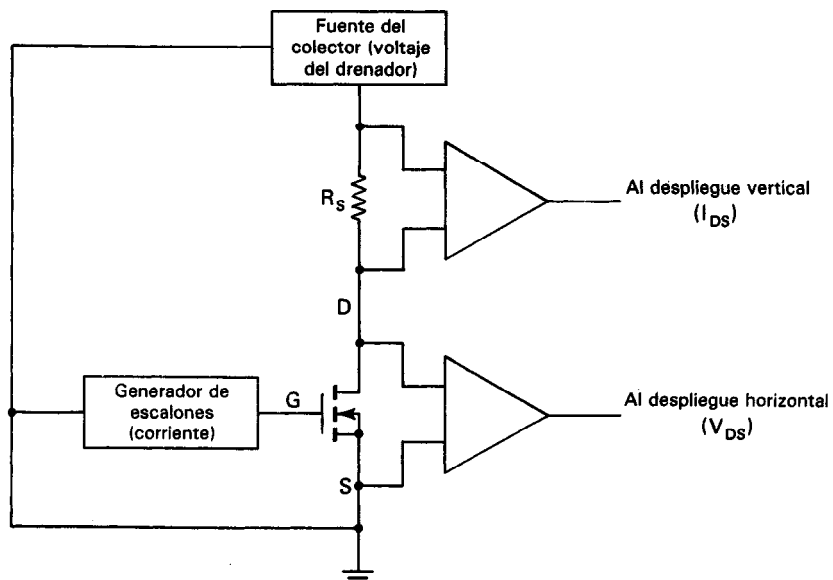 Fuente del
colector (voltaje
del drenador)
R_S
Al despliegue vertical
(I_DS)
D
Generador de
escalones
(corriente)
G
S
Al despliegue horizontal
(V_DS)